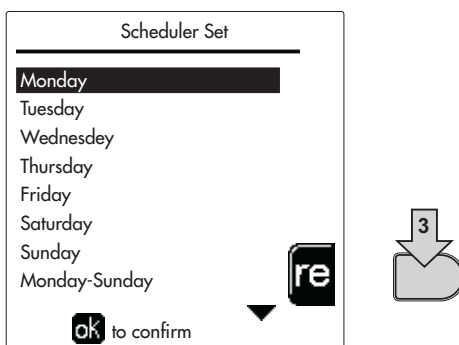 Scheduler Set
Monday
Tuesday
Wednesdey
Thursday
Friday
Saturday
Sunday
Monday-Sunday
re
ok to confirm
3